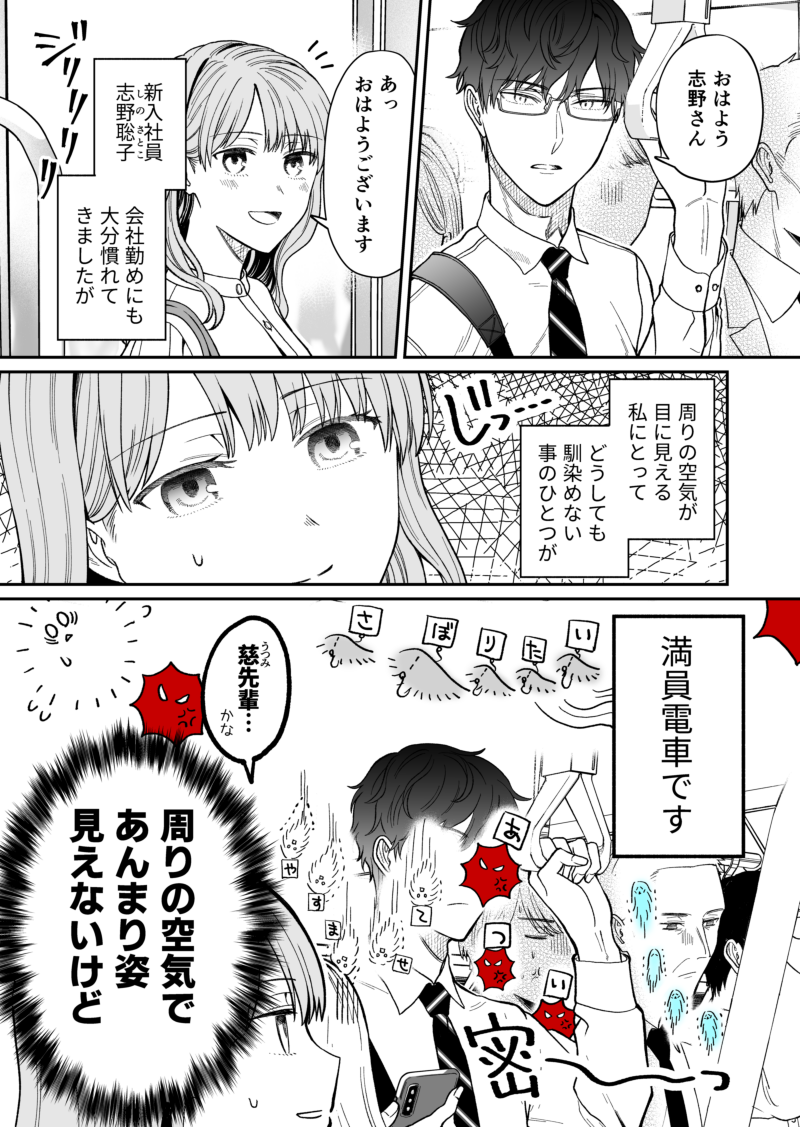 おはよう
志野さん
あっ
おはようございます
ジリリリリ
新入社員
志野聡子
しの さとこ
会社勤めにも
大分慣れて
きましたが
周りの空気が
目に見える
私にとって
どうしても
馴染めない
事のひとつが
じっ…
満員電車です
さぼりたい
慈先輩…
うつみ
かな
あつい
やすませて
周りの空気で
あんまり姿
見えないけど
密〜っ